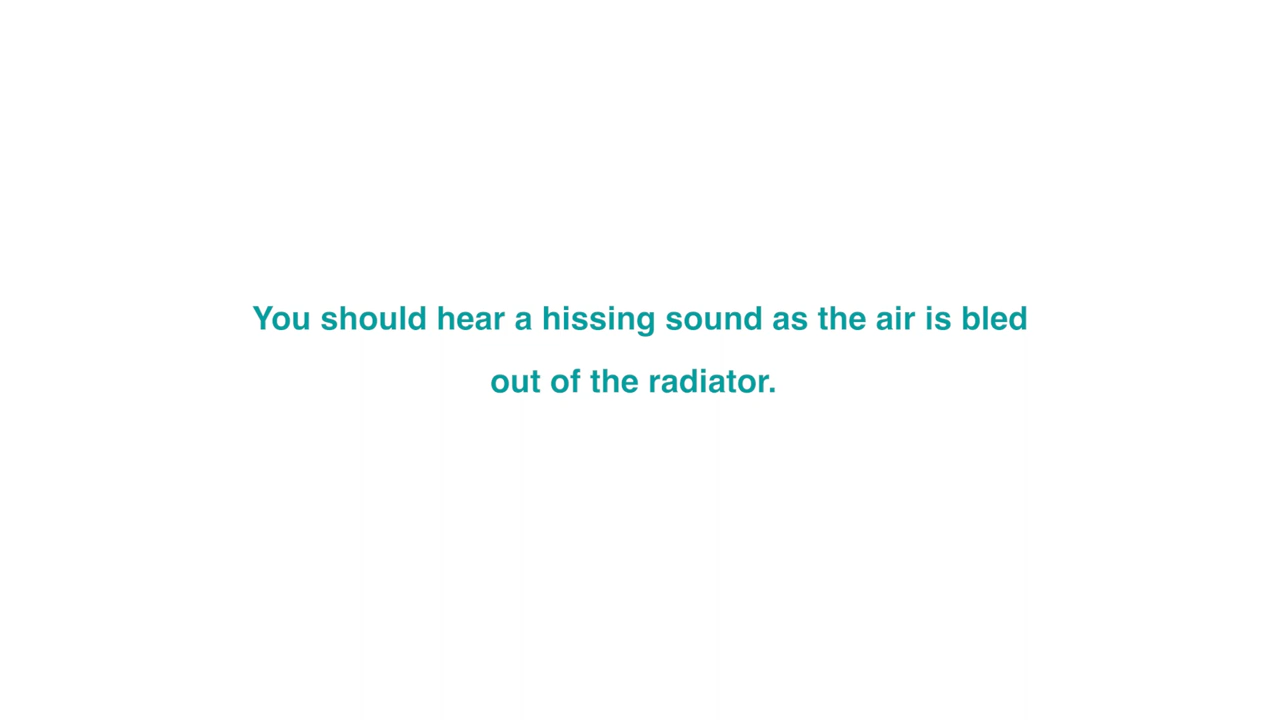 You should hear a hissing sound as the air is bled
out of the radiator.